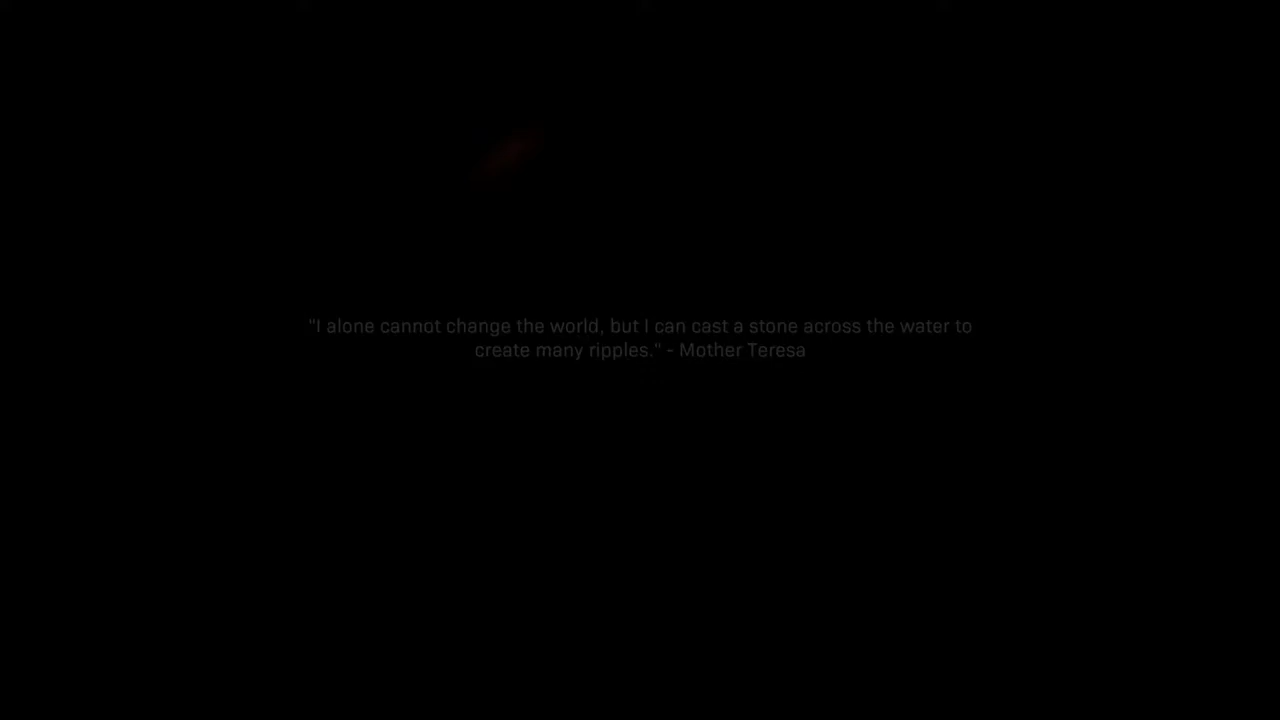 "I alone cannot change the world, but I can cast a stone across the water to
create many ripples." - Mother Teresa